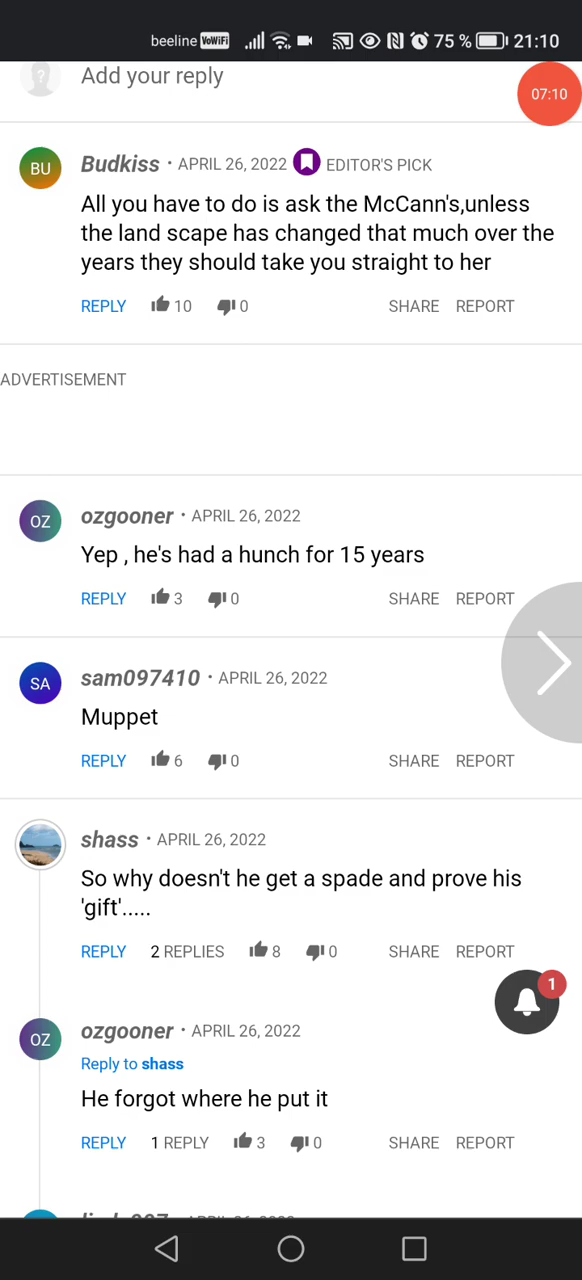 beeline VoWiFi 75 % 21:10
Add your reply
07:10
BU
Budkiss · APRIL 26, 2022 EDITOR'S PICK
All you have to do is ask the McCann's,unless
the land scape has changed that much over the
years they should take you straight to her
REPLY 10 0 SHARE REPORT
ADVERTISEMENT
OZ
ozgooner · APRIL 26, 2022
Yep , he's had a hunch for 15 years
REPLY 3 0 SHARE REPORT
SA
sam097410 · APRIL 26, 2022
Muppet
REPLY 6 0 SHARE REPORT
shass · APRIL 26, 2022
So why doesn't he get a spade and prove his
'gift'.....
REPLY 2 REPLIES 8 0 SHARE REPORT
1
OZ
ozgooner · APRIL 26, 2022
Reply to shass
He forgot where he put it
REPLY 1 REPLY 3 0 SHARE REPORT